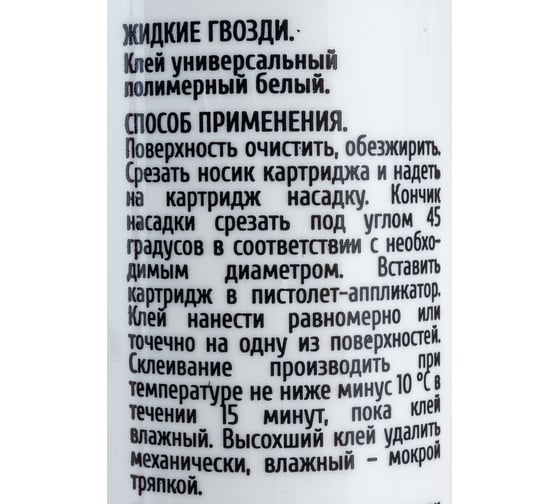 ЖИДКИЕ ГВОЗДИ.
Клей универсальный
полимерный белый.
СПОСОБ ПРИМЕНЕНИЯ.
Поверхность очистить, обезжирить.
Срезать носик картриджа и надеть
на картридж насадку. Кончик
насадки срезать под углом 45
градусов в соответствии с необхо-
димым диаметром. Вставить
картридж в пистолет-аппликатор.
Клей нанести равномерно или
точечно на одну из поверхностей.
Склеивание производить при
температуре не ниже минус 10 °С в
течении 15 минут, пока клей
влажный. Высохший клей удалить
механически, влажный – мокрой
тряпкой.